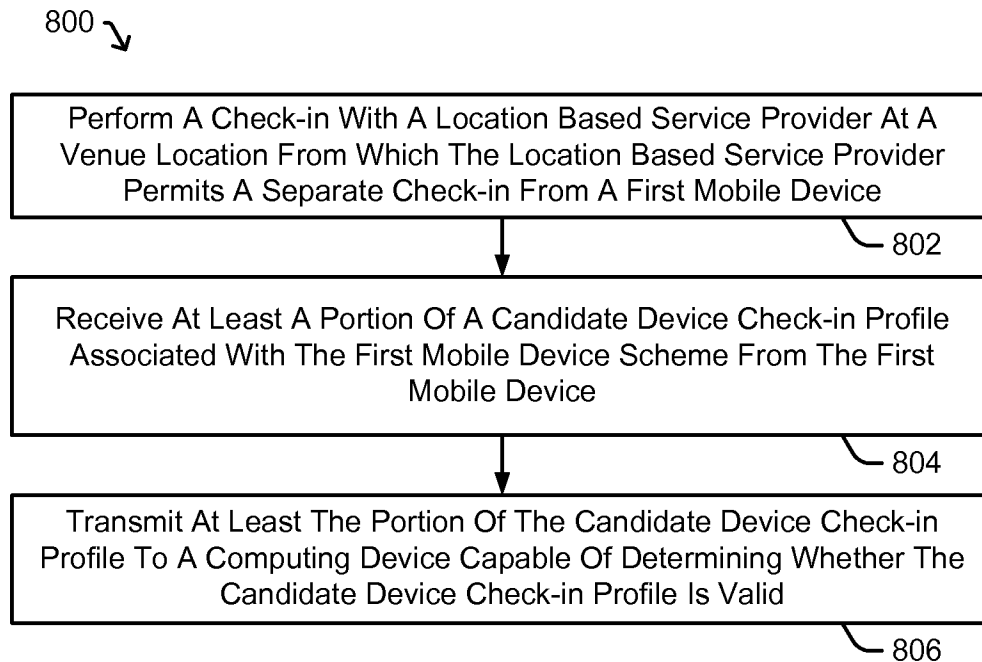 800
Perform A Check-in With A Location Based Service Provider At A
Venue Location From Which The Location Based Service Provider
Permits A Separate Check-in From A First Mobile Device
802
Receive At Least A Portion Of A Candidate Device Check-in Profile
Associated With The First Mobile Device Scheme From The First
Mobile Device
804
Transmit At Least The Portion Of The Candidate Device Check-in
Profile To A Computing Device Capable Of Determining Whether The
Candidate Device Check-in Profile Is Valid
806